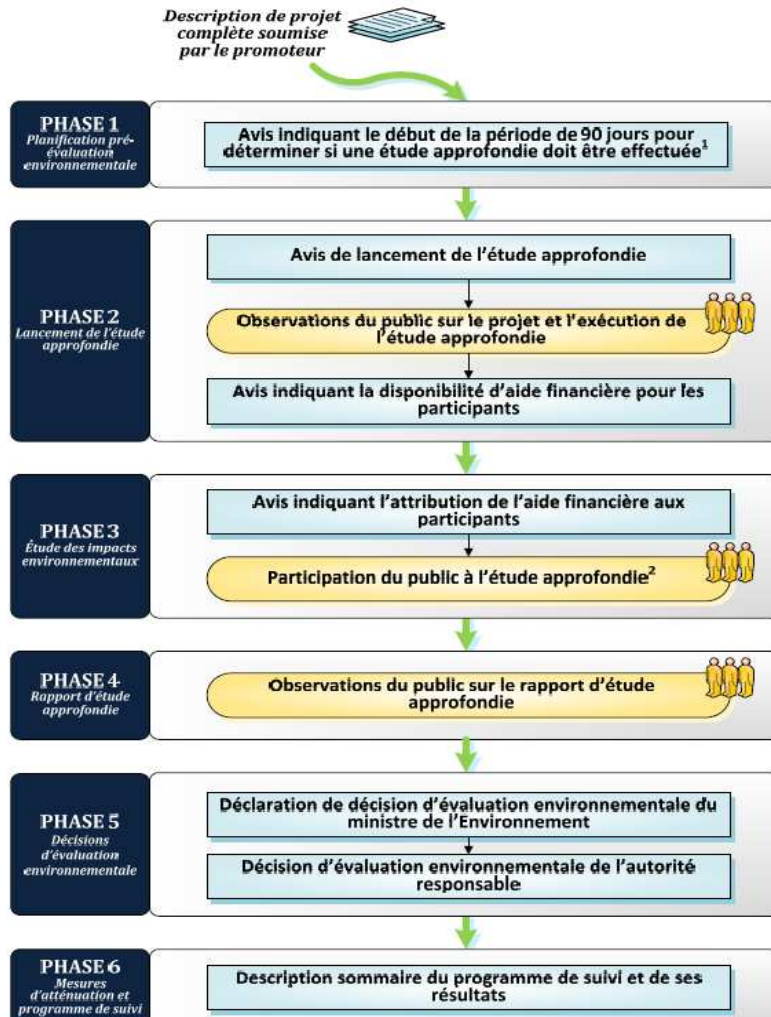 Description de projet
complète soumise
par le promoteur
PHASE 1
Planification pré-
évaluation
environnementale
Avis indiquant le début de la période de 90 jours pour
déterminer si une étude approfondie doit être effectuée¹
PHASE 2
Lancement de l'étude
approfondie
Avis de lancement de l'étude approfondie
Observations du public sur le projet et l'exécution de
l'étude approfondie
Avis indiquant la disponibilité d'aide financière pour les
participants
PHASE 3
Étude des impacts
environnementaux
Avis indiquant l'attribution de l'aide financière aux
participants
Participation du public à l'étude approfondie²
PHASE 4
Rapport d'étude
approfondie
Observations du public sur le rapport d'étude
approfondie
PHASE 5
Décisions
d'évaluation
environnementale
Déclaration de décision d'évaluation environnementale du
ministre de l'Environnement
Décision d'évaluation environnementale de l'autorité
responsable
PHASE 6
Mesures
d'atténuation et
programme de suivi
Description sommaire du programme de suivi et de ses
résultats